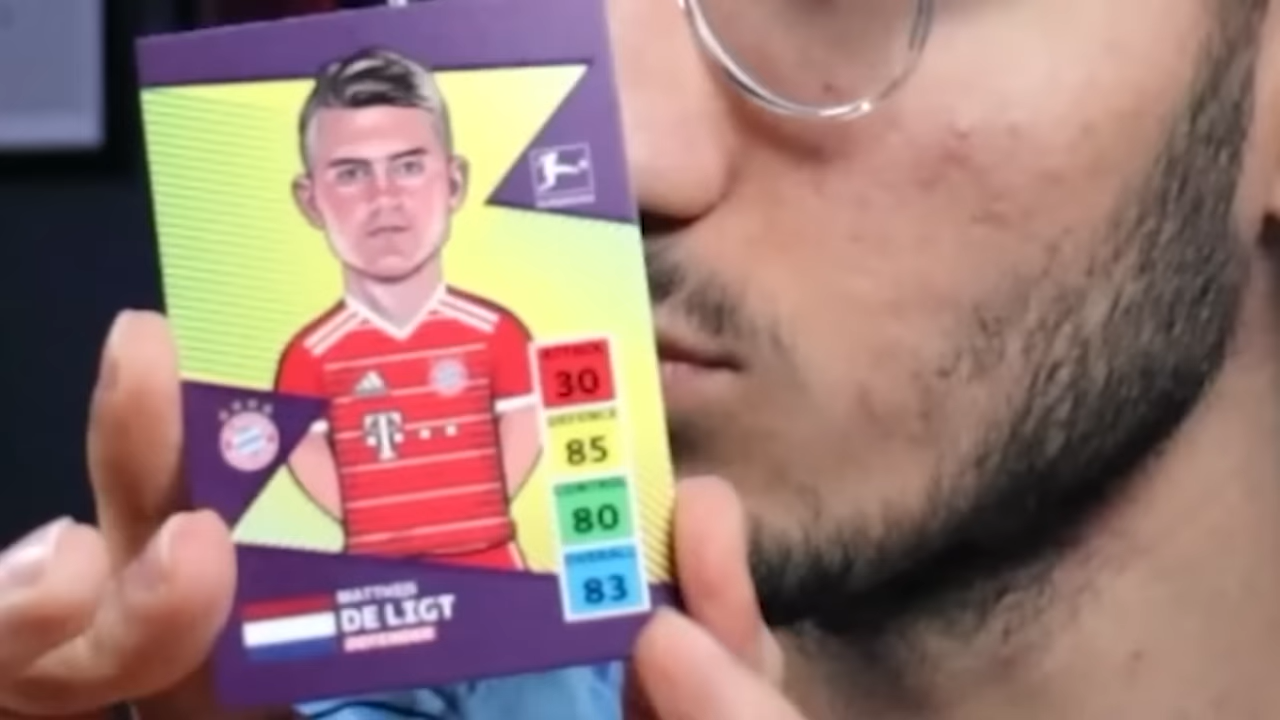 ATTACK
30
DEFENCE
85
CONTROL
80
OVERALL
83
MATTHIJS
DE LIGT
DEFENDER
T